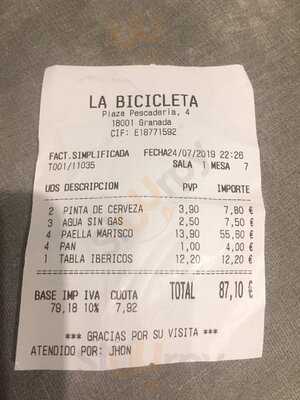 LA BICICLETA
Plaza Pescaderia, 4
18001 Granada
CIF: E18771592
FACT.SIMPLIFICADA FECHA24/07/2019 22:26
T001/11035 SALA 1 MESA 7
UDS DESCRIPCION PVP IMPORTE
2 PINTA DE CERVEZA 3,90 7,80 €
3 AGUA SIN GAS 2,50 7,50 €
4 PAELLA MARISCO 13,90 55,60 €
4 PAN 1,00 4,00 €
1 TABLA IBERICOS 12,20 12,20 €
BASE IMP IVA CUOTA TOTAL 87,10 €
79,18 10% 7,92
*** GRACIAS POR SU VISITA ***
ATENDIDO POR: JHON